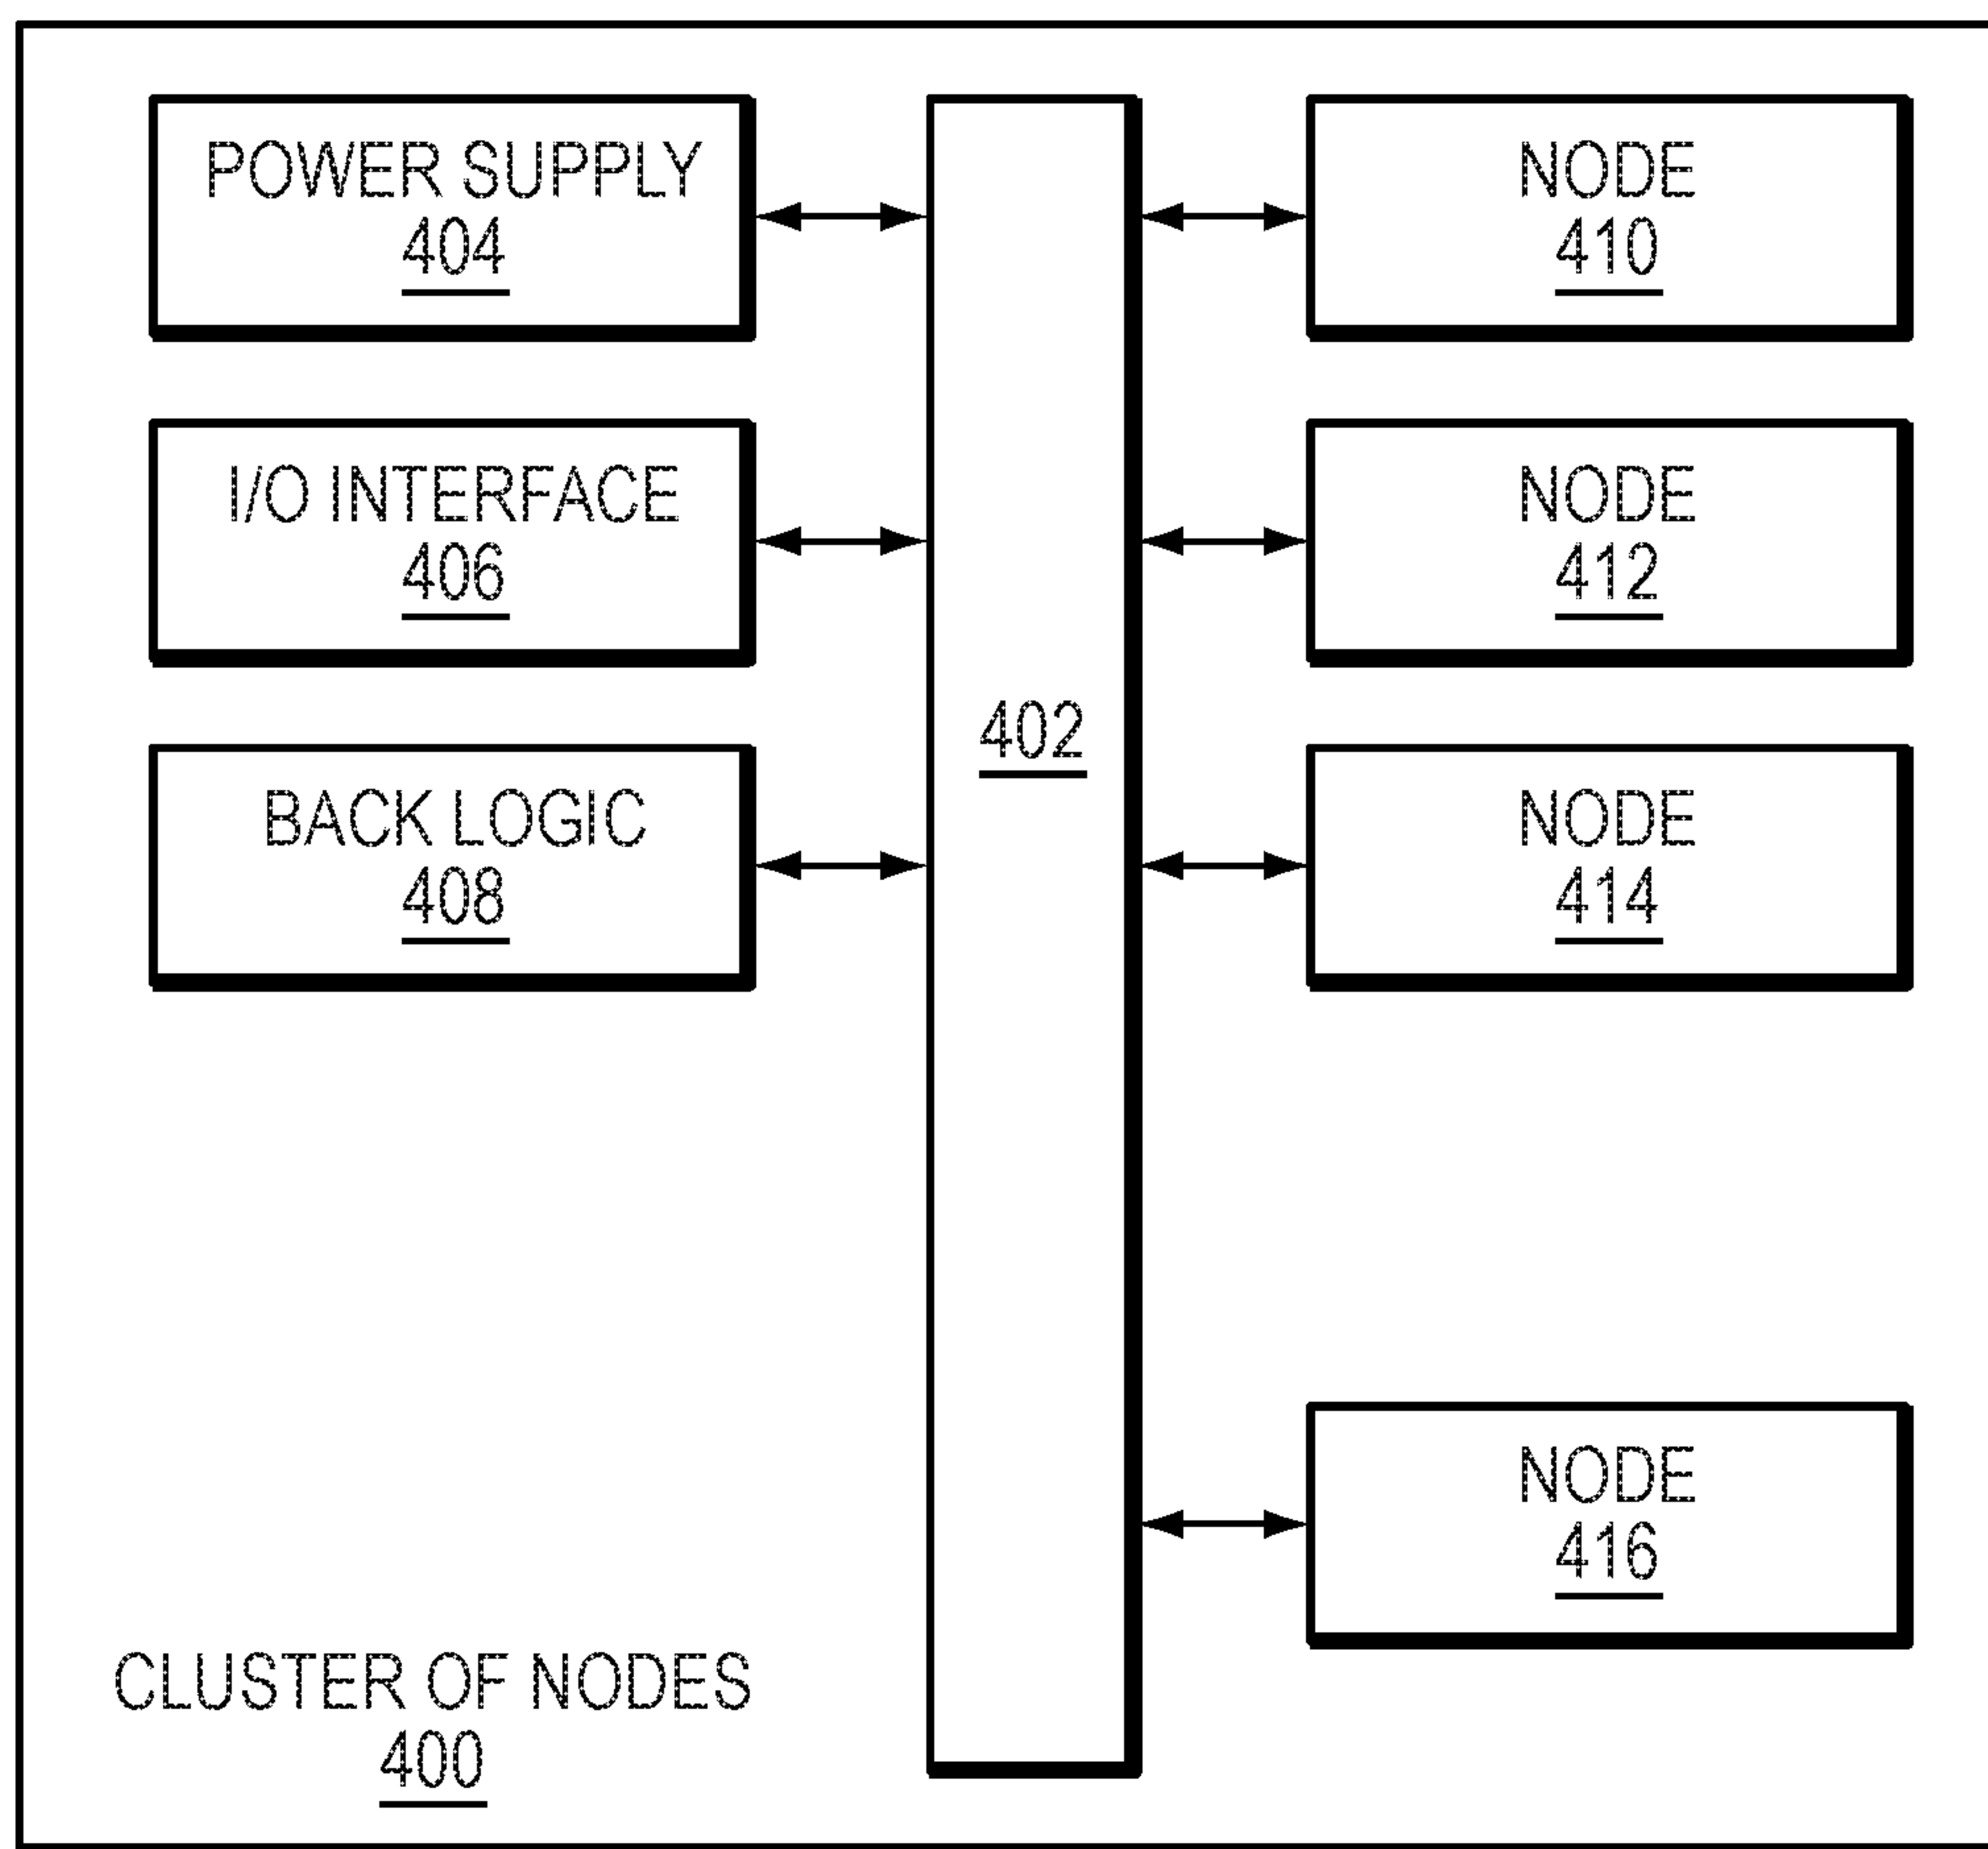 POWER SUPPLY
404
NODE
410
I/O INTERFACE
406
NODE
412
402
BACK LOGIC
408
NODE
414
NODE
416
CLUSTER OF NODES
400